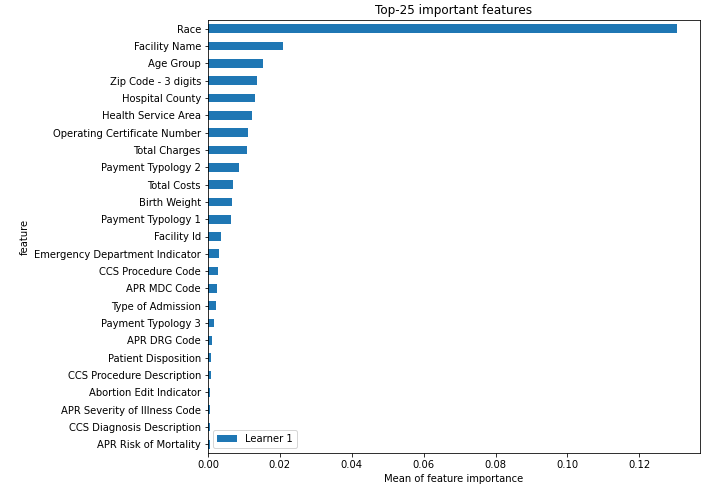 Top-25 important features
Race
Facility Name
Age Group
Zip Code - 3 digits
Hospital County
Health Service Area
Operating Certificate Number
Total Charges
Payment Typology 2
Total Costs
Birth Weight
Payment Typology 1
Facility Id
Emergency Department Indicator
CCS Procedure Code
APR MDC Code
Type of Admission
Payment Typology 3
APR DRG Code
Patient Disposition
CCS Procedure Description
Abortion Edit Indicator
APR Severity of Illness Code
CCS Diagnosis Description
APR Risk of Mortality
feature
Learner 1
0.00 0.02 0.04 0.06 0.08 0.10 0.12
Mean of feature importance